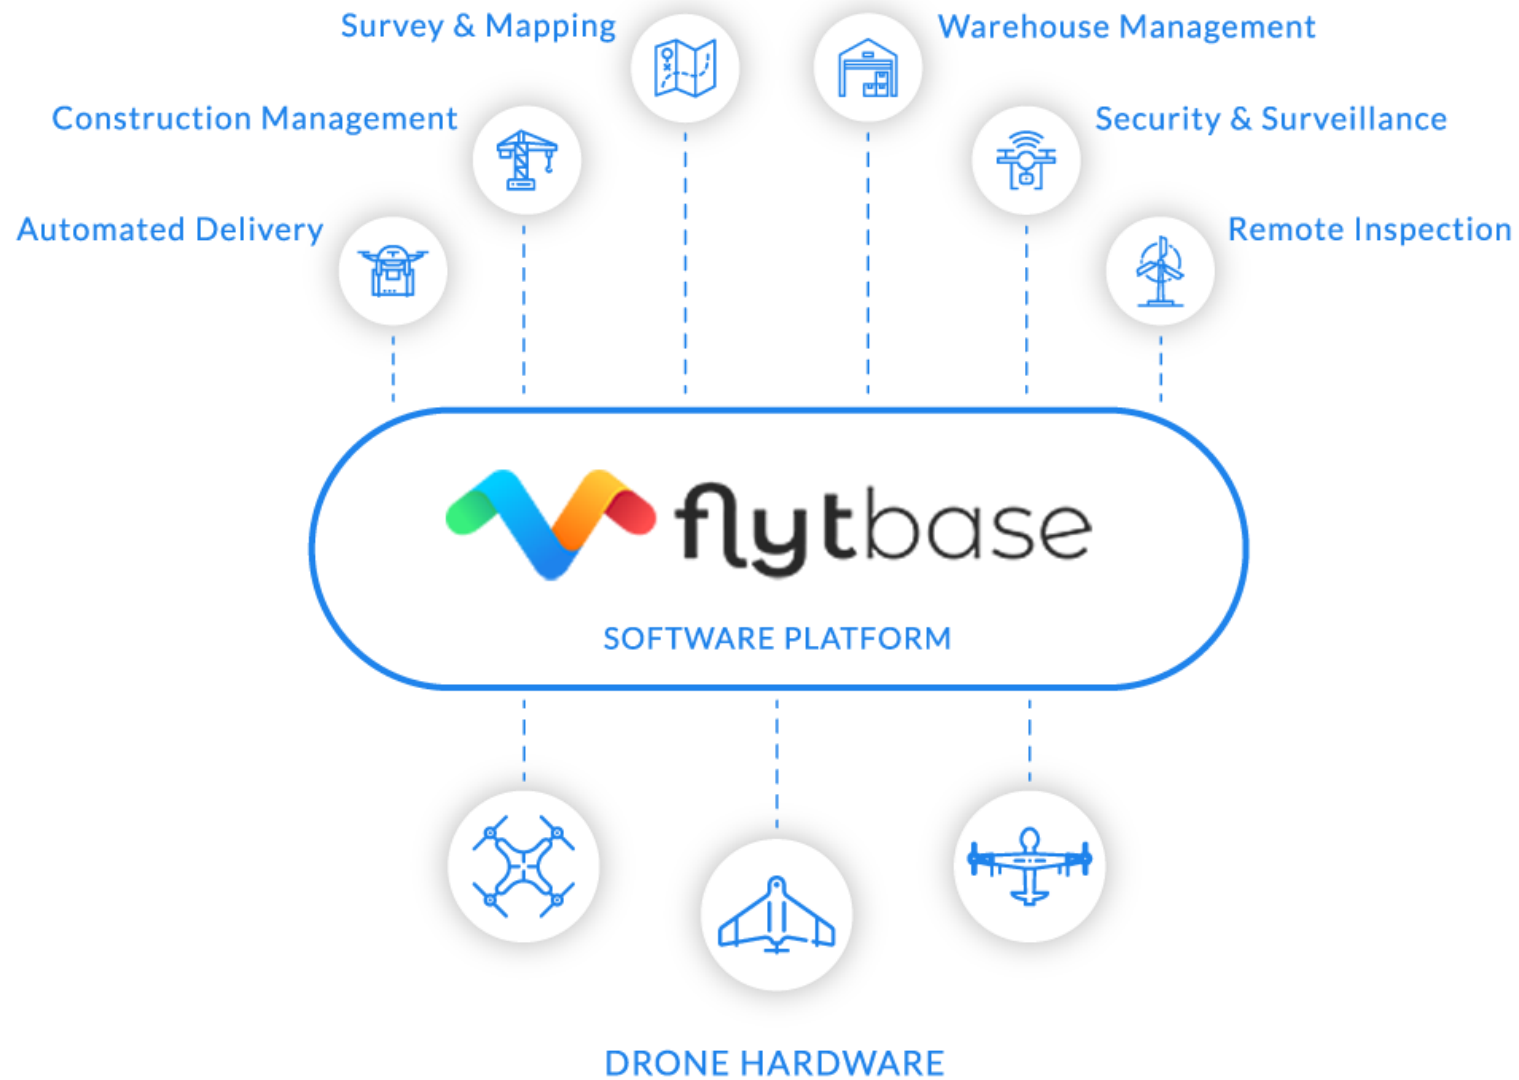 Survey & Mapping
Warehouse Management
Construction Management
Security & Surveillance
Automated Delivery
Remote Inspection
flytbase
SOFTWARE PLATFORM
DRONE HARDWARE